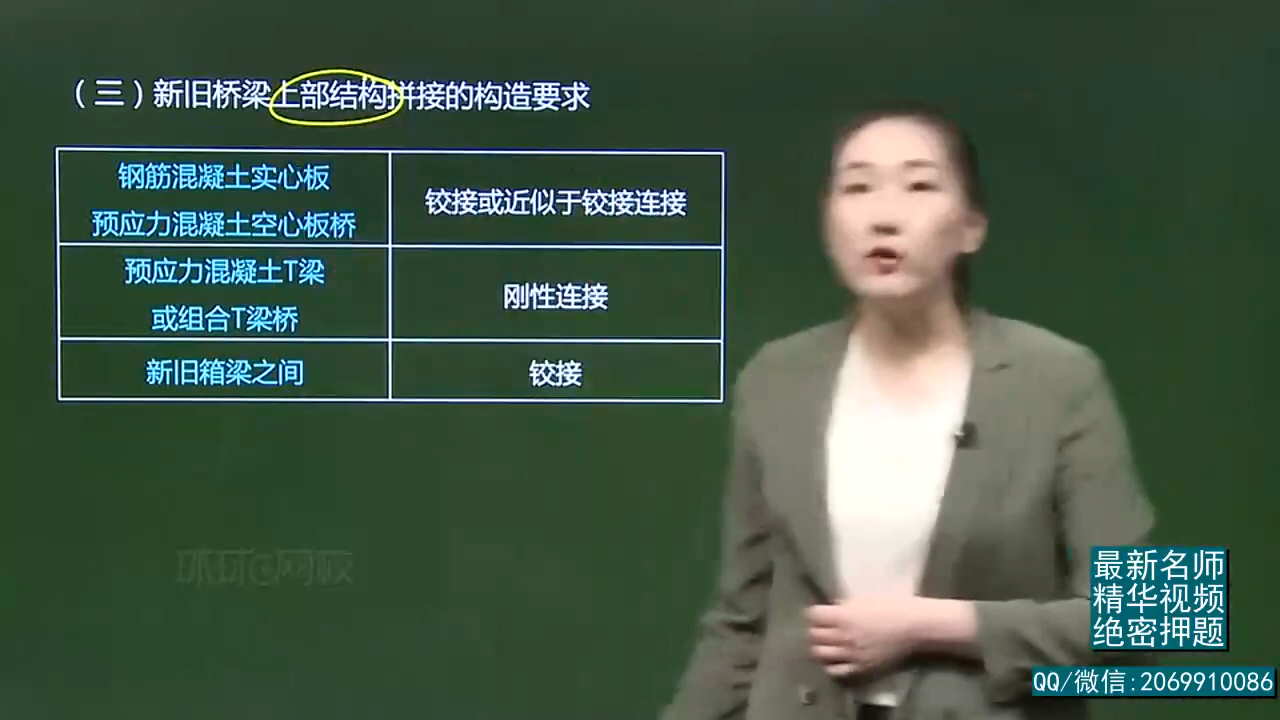 （三）新旧桥梁上部结构拼接的构造要求
钢筋混凝土实心板
预应力混凝土空心板桥
铰接或近似于铰接连接
预应力混凝土T梁
或组合T梁桥
刚性连接
新旧箱梁之间
铰接
环球网校
最新名师
精华视频
绝密押题
QQ/微信:2069910086